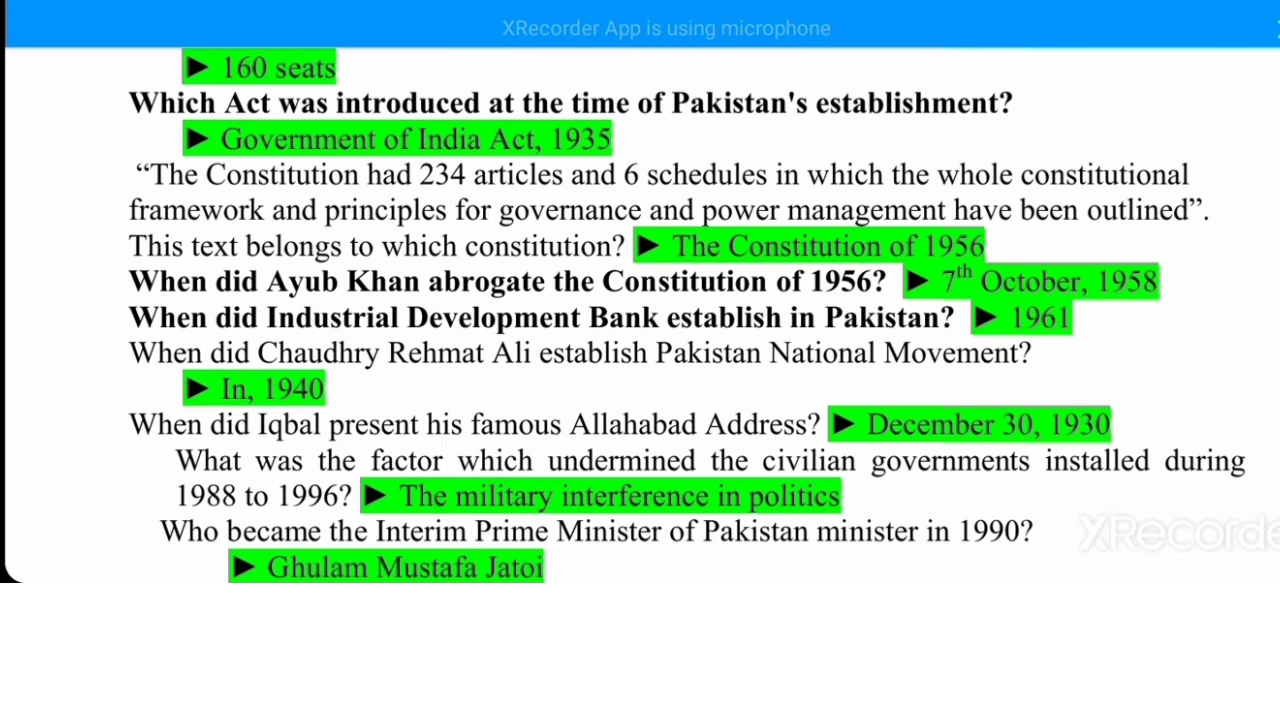 XRecorder App is using microphone
► 160 seats
Which Act was introduced at the time of Pakistan's establishment?
► Government of India Act, 1935
“The Constitution had 234 articles and 6 schedules in which the whole constitutional
framework and principles for governance and power management have been outlined”.
This text belongs to which constitution? ► The Constitution of 1956
When did Ayub Khan abrogate the Constitution of 1956? ► 7th October, 1958
When did Industrial Development Bank establish in Pakistan? ► 1961
When did Chaudhry Rehmat Ali establish Pakistan National Movement?
► In, 1940
When did Iqbal present his famous Allahabad Address? ► December 30, 1930
What was the factor which undermined the civilian governments installed during
1988 to 1996? ► The military interference in politics
Who became the Interim Prime Minister of Pakistan minister in 1990?
XRecorde
► Ghulam Mustafa Jatoi